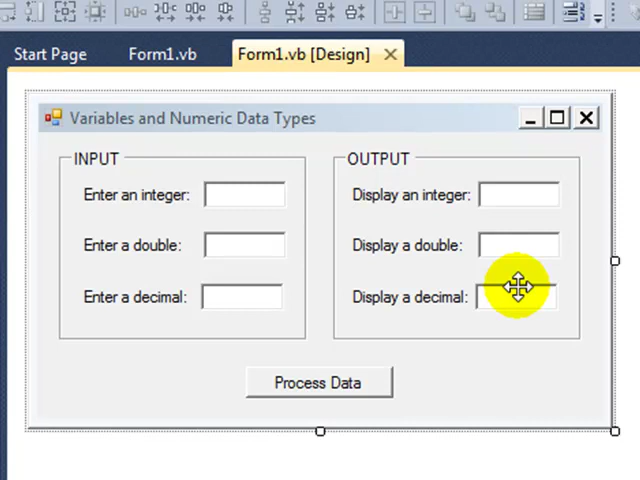 Start Page
Form1.vb
Form1.vb [Design]
Variables and Numeric Data Types
INPUT
Enter an integer:
Enter a double:
Enter a decimal:
OUTPUT
Display an integer:
Display a double:
Display a decimal:
Process Data